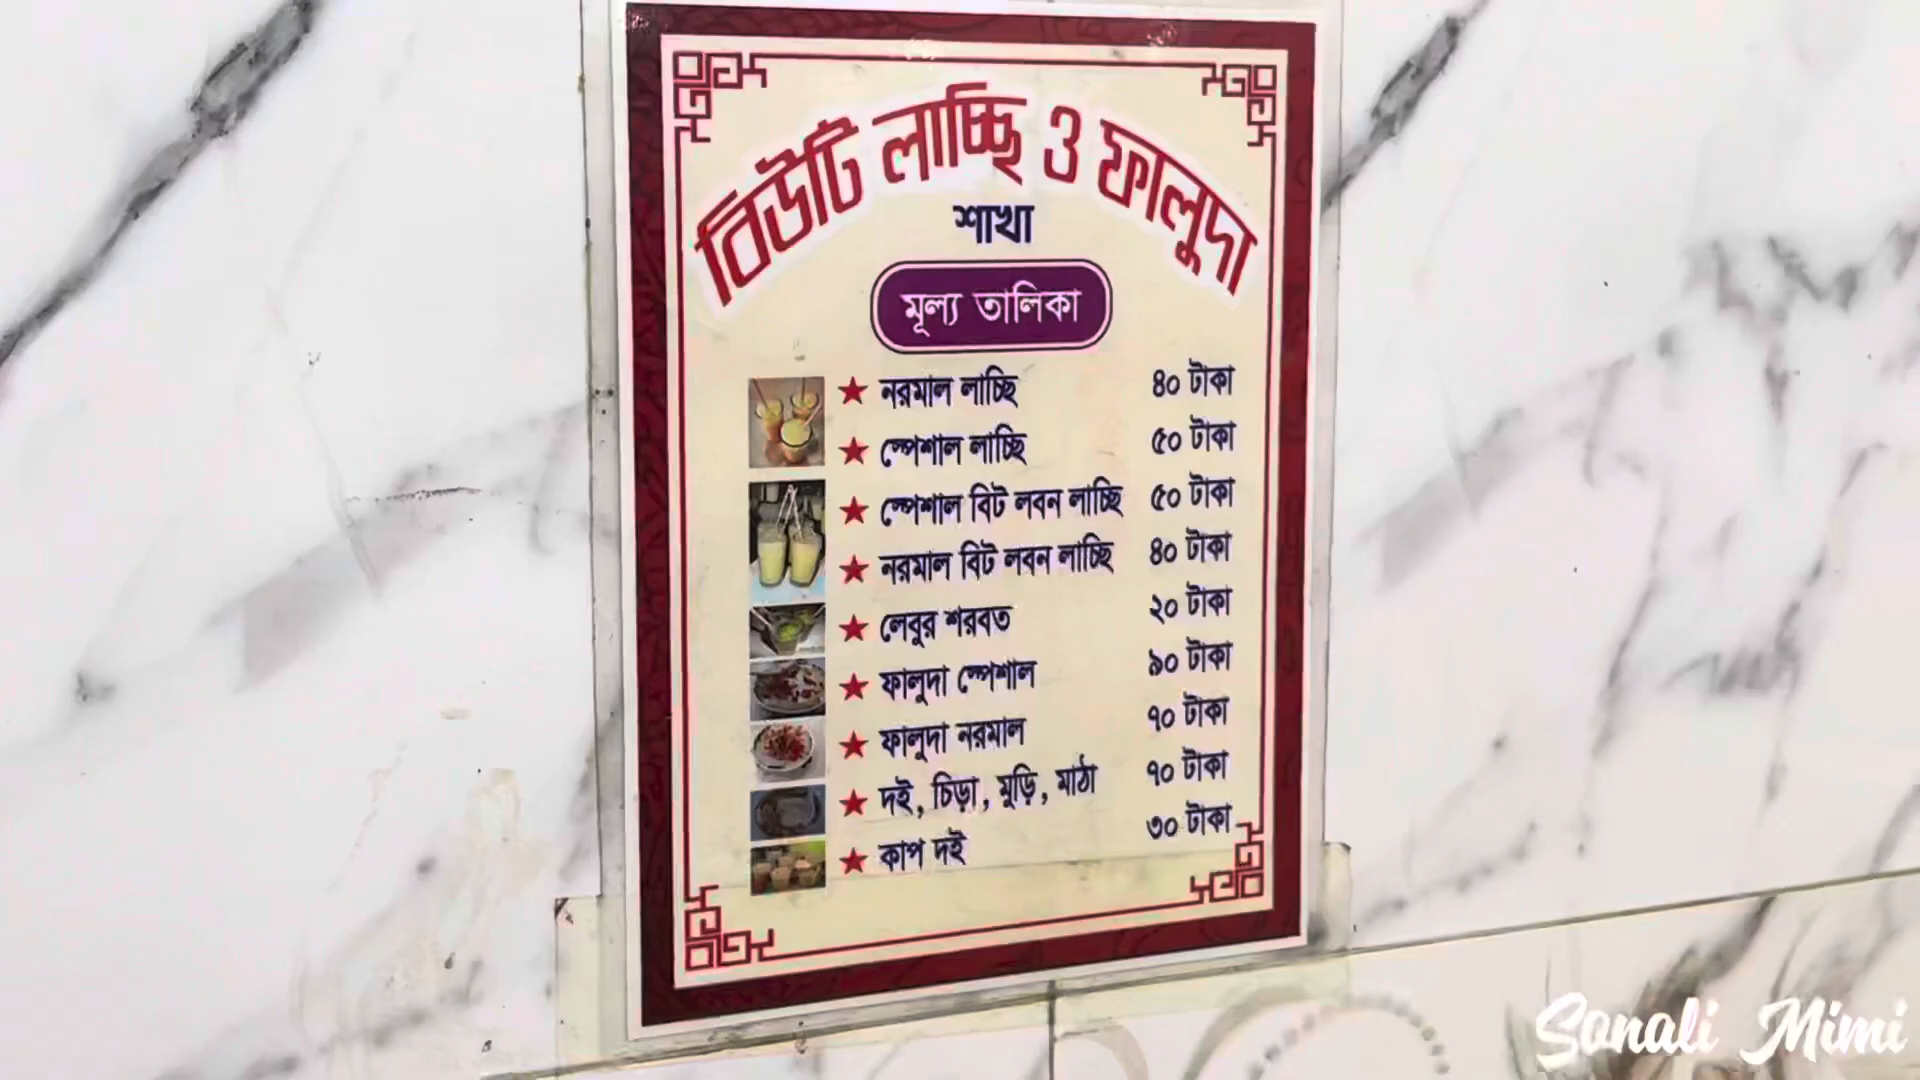 বিউটি লাচ্ছি ও ফালুদা
শাখা
মূল্য তালিকা
★ নরমাল লাচ্ছি ৪০ টাকা
★ স্পেশাল লাচ্ছি ৫০ টাকা
★ স্পেশাল বিট লবন লাচ্ছি ৫০ টাকা
★ নরমাল বিট লবন লাচ্ছি ৪০ টাকা
★ লেবুর শরবত ২০ টাকা
★ ফালুদা স্পেশাল ৯০ টাকা
★ ফালুদা নরমাল ৭০ টাকা
★ দই, চিড়া, মুড়ি, মাঠা ৭০ টাকা
★ কাপ দই ৩০ টাকা
Sonali Mimi